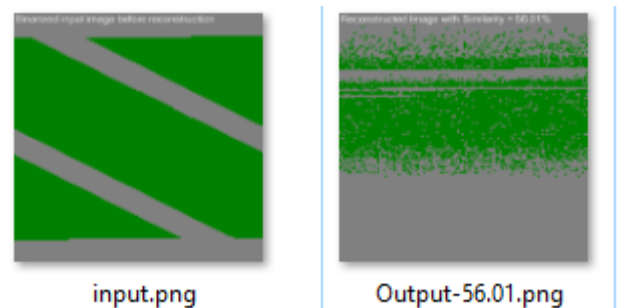 Binarized input image before reconstruction
Reconstructed Image with Similarity = 56.01%
input.png
Output-56.01.png